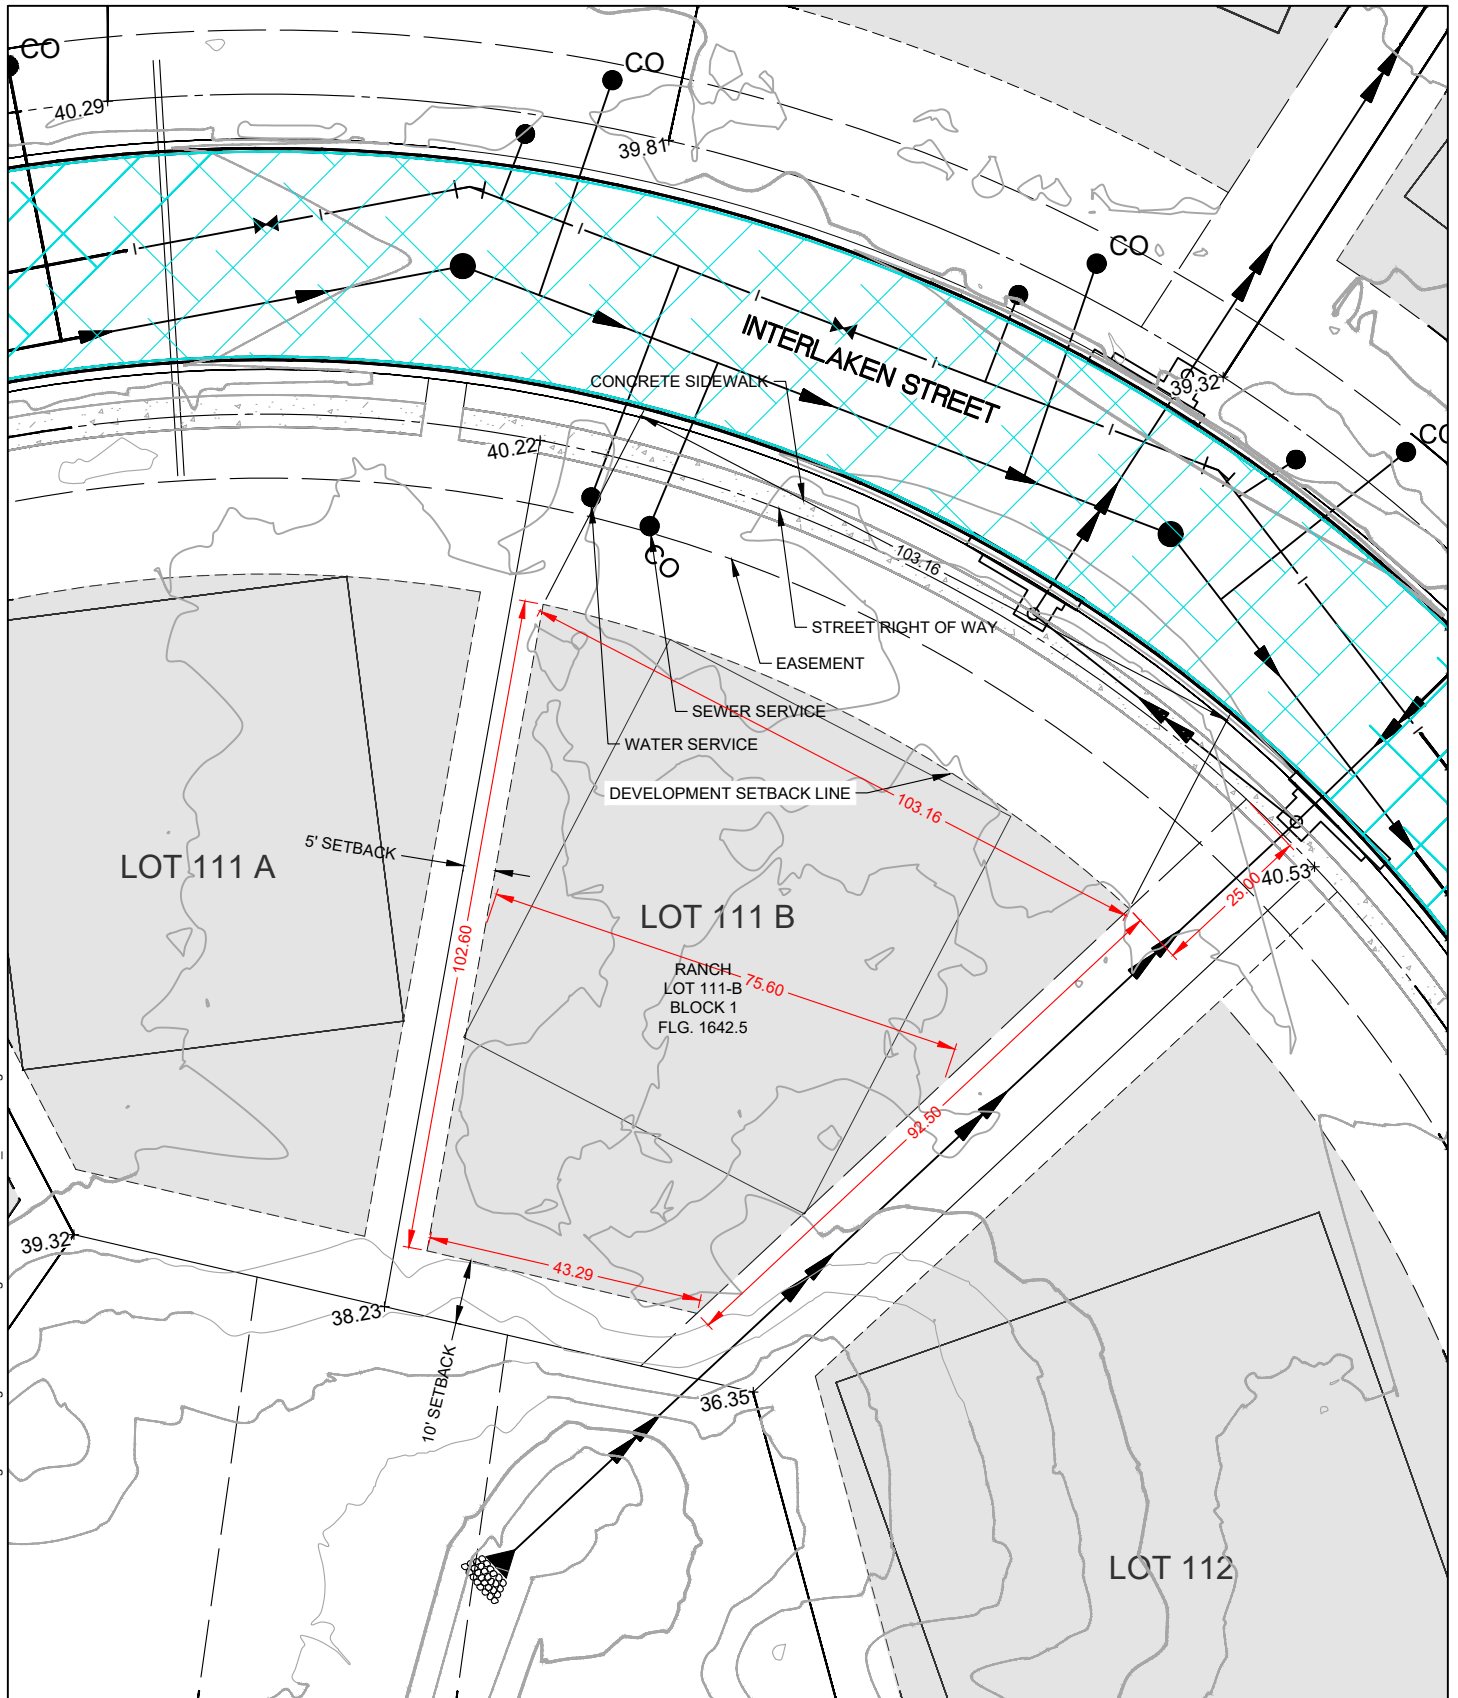 CO
CO
40.29
39.81
CO
INTERLAKEN STREET
CONCRETE SIDEWALK
39.32
40.22
CO
103.16
STREET RIGHT OF WAY
EASEMENT
SEWER SERVICE
WATER SERVICE
DEVELOPMENT SETBACK LINE
103.16
5' SETBACK
LOT 111 A
40.53
25.00
LOT 111 B
102.60
RANCH
LOT 111-B
BLOCK 1
FLG. 1642.5
75.60
92.50
39.32
43.29
38.23
10' SETBACK
36.35
LOT 112